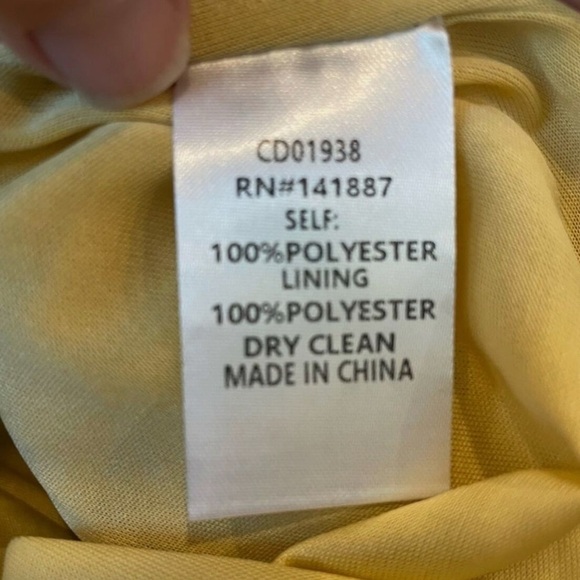 CD01938
RN#141887
SELF:
100%POLYESTER
LINING
100%POLYESTER
DRY CLEAN
MADE IN CHINA